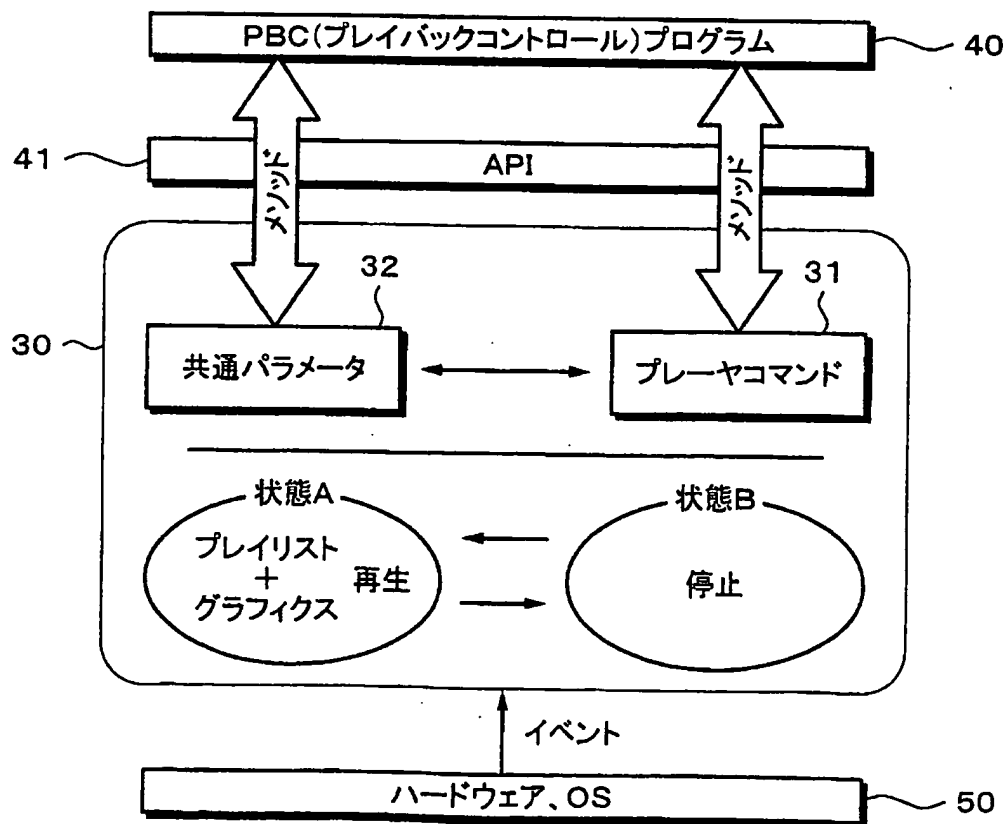 PBC(プレイバックコントロール)プログラム
40
41
API
メソッド
メソッド
32
31
30
共通パラメータ
プレーヤコマンド
状態A
状態B
プレイリスト
+
グラフィクス
再生
停止
イベント
ハードウェア、OS
50